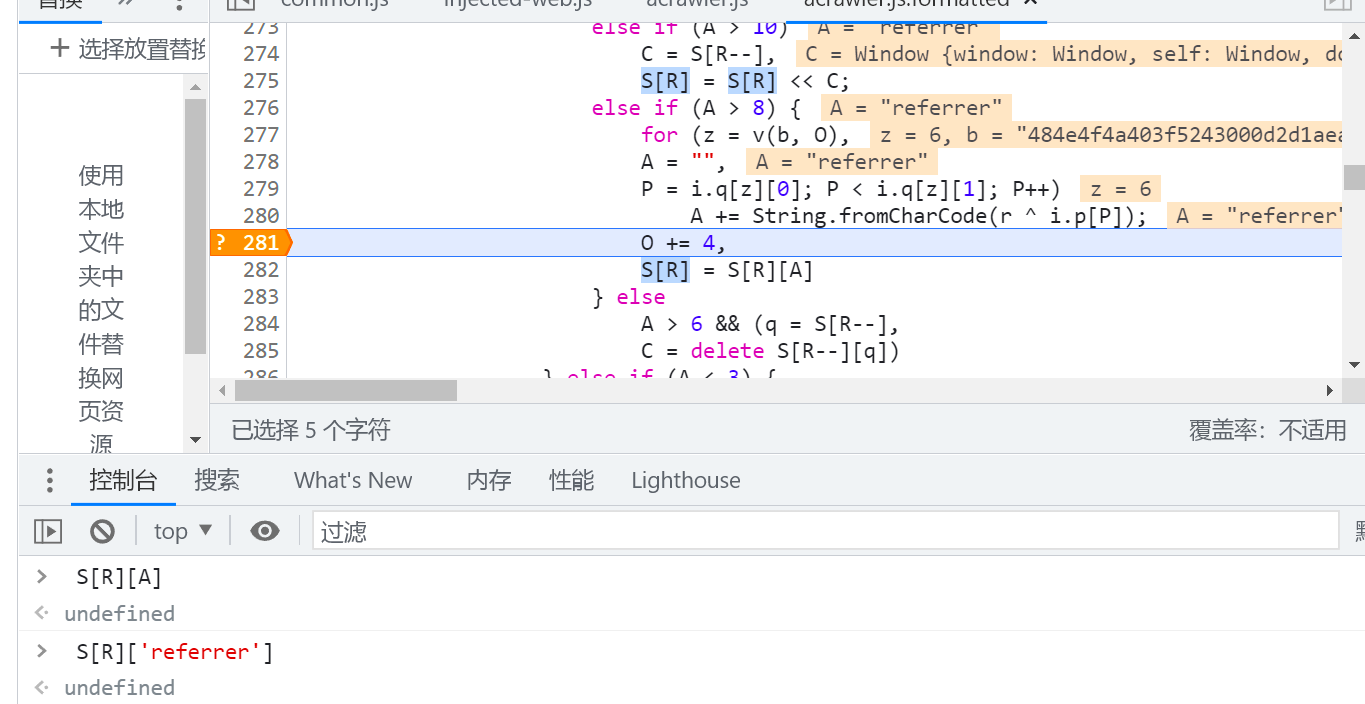 替换
common.js injected-web.js acrawler.js acrawler.js:formatted
选择放置替换
使用
本地
文件
夹中
的文
件替
换网
页资
源
273 else if (A > 10) A = "referrer"
274 C = S[R--], C = Window {window: Window, self: Window, do
275 S[R] = S[R] << C;
276 else if (A > 8) { A = "referrer"
277 for (z = v(b, O), z = 6, b = "484e4f4a403f5243000d2d1aea
278 A = "", A = "referrer"
279 P = i.q[z][0]; P < i.q[z][1]; P++) z = 6
280 A += String.fromCharCode(r ^ i.p[P]); A = "referrer"
? 281 O += 4,
282 S[R] = S[R][A]
283 } else
284 A > 6 && (q = S[R--],
285 C = delete S[R--][q])
286 } else if (A < 3) {
已选择 5 个字符 覆盖率：不适用
控制台 搜索 What's New 内存 性能 Lighthouse
top 过滤
> S[R][A]
undefined
> S[R]['referrer']
undefined